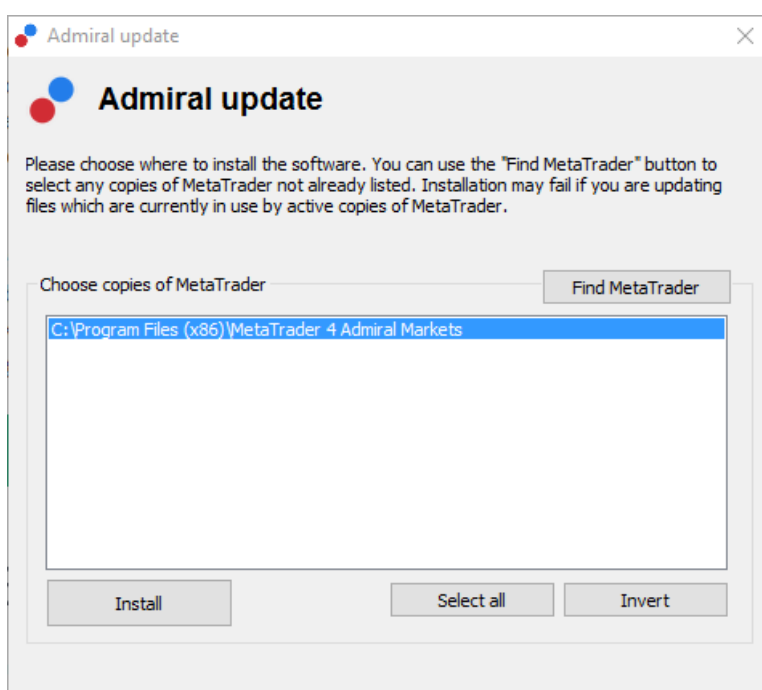 Admiral update
Admiral update
Please choose where to install the software. You can use the "Find MetaTrader" button to
select any copies of MetaTrader not already listed. Installation may fail if you are updating
files which are currently in use by active copies of MetaTrader.
Choose copies of MetaTrader
Find MetaTrader
C:\Program Files (x86)\MetaTrader 4 Admiral Markets
Install
Select all
Invert